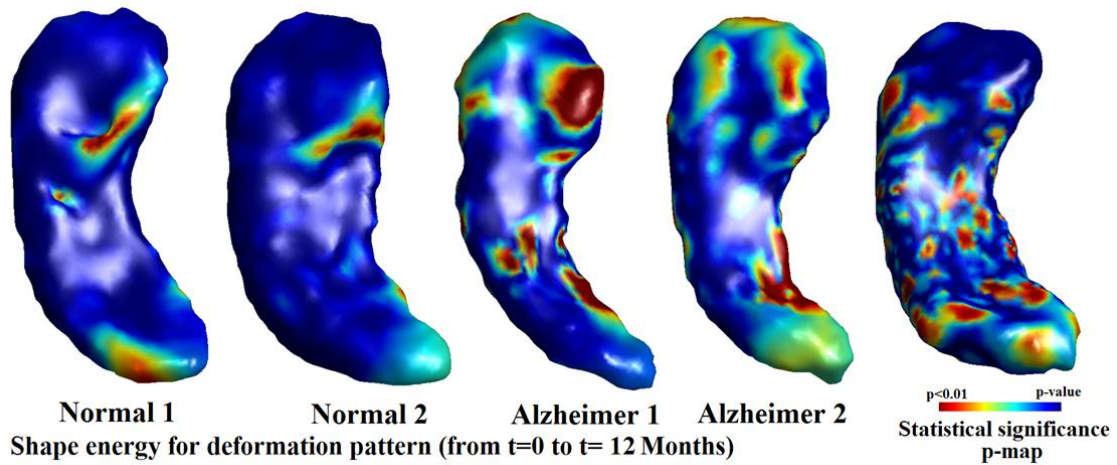 Normal 1 Normal 2 Alzheimer 1 Alzheimer 2
Shape energy for deformation pattern (from t=0 to t= 12 Months)
p<0.01 p-value
Statistical significance
p-map